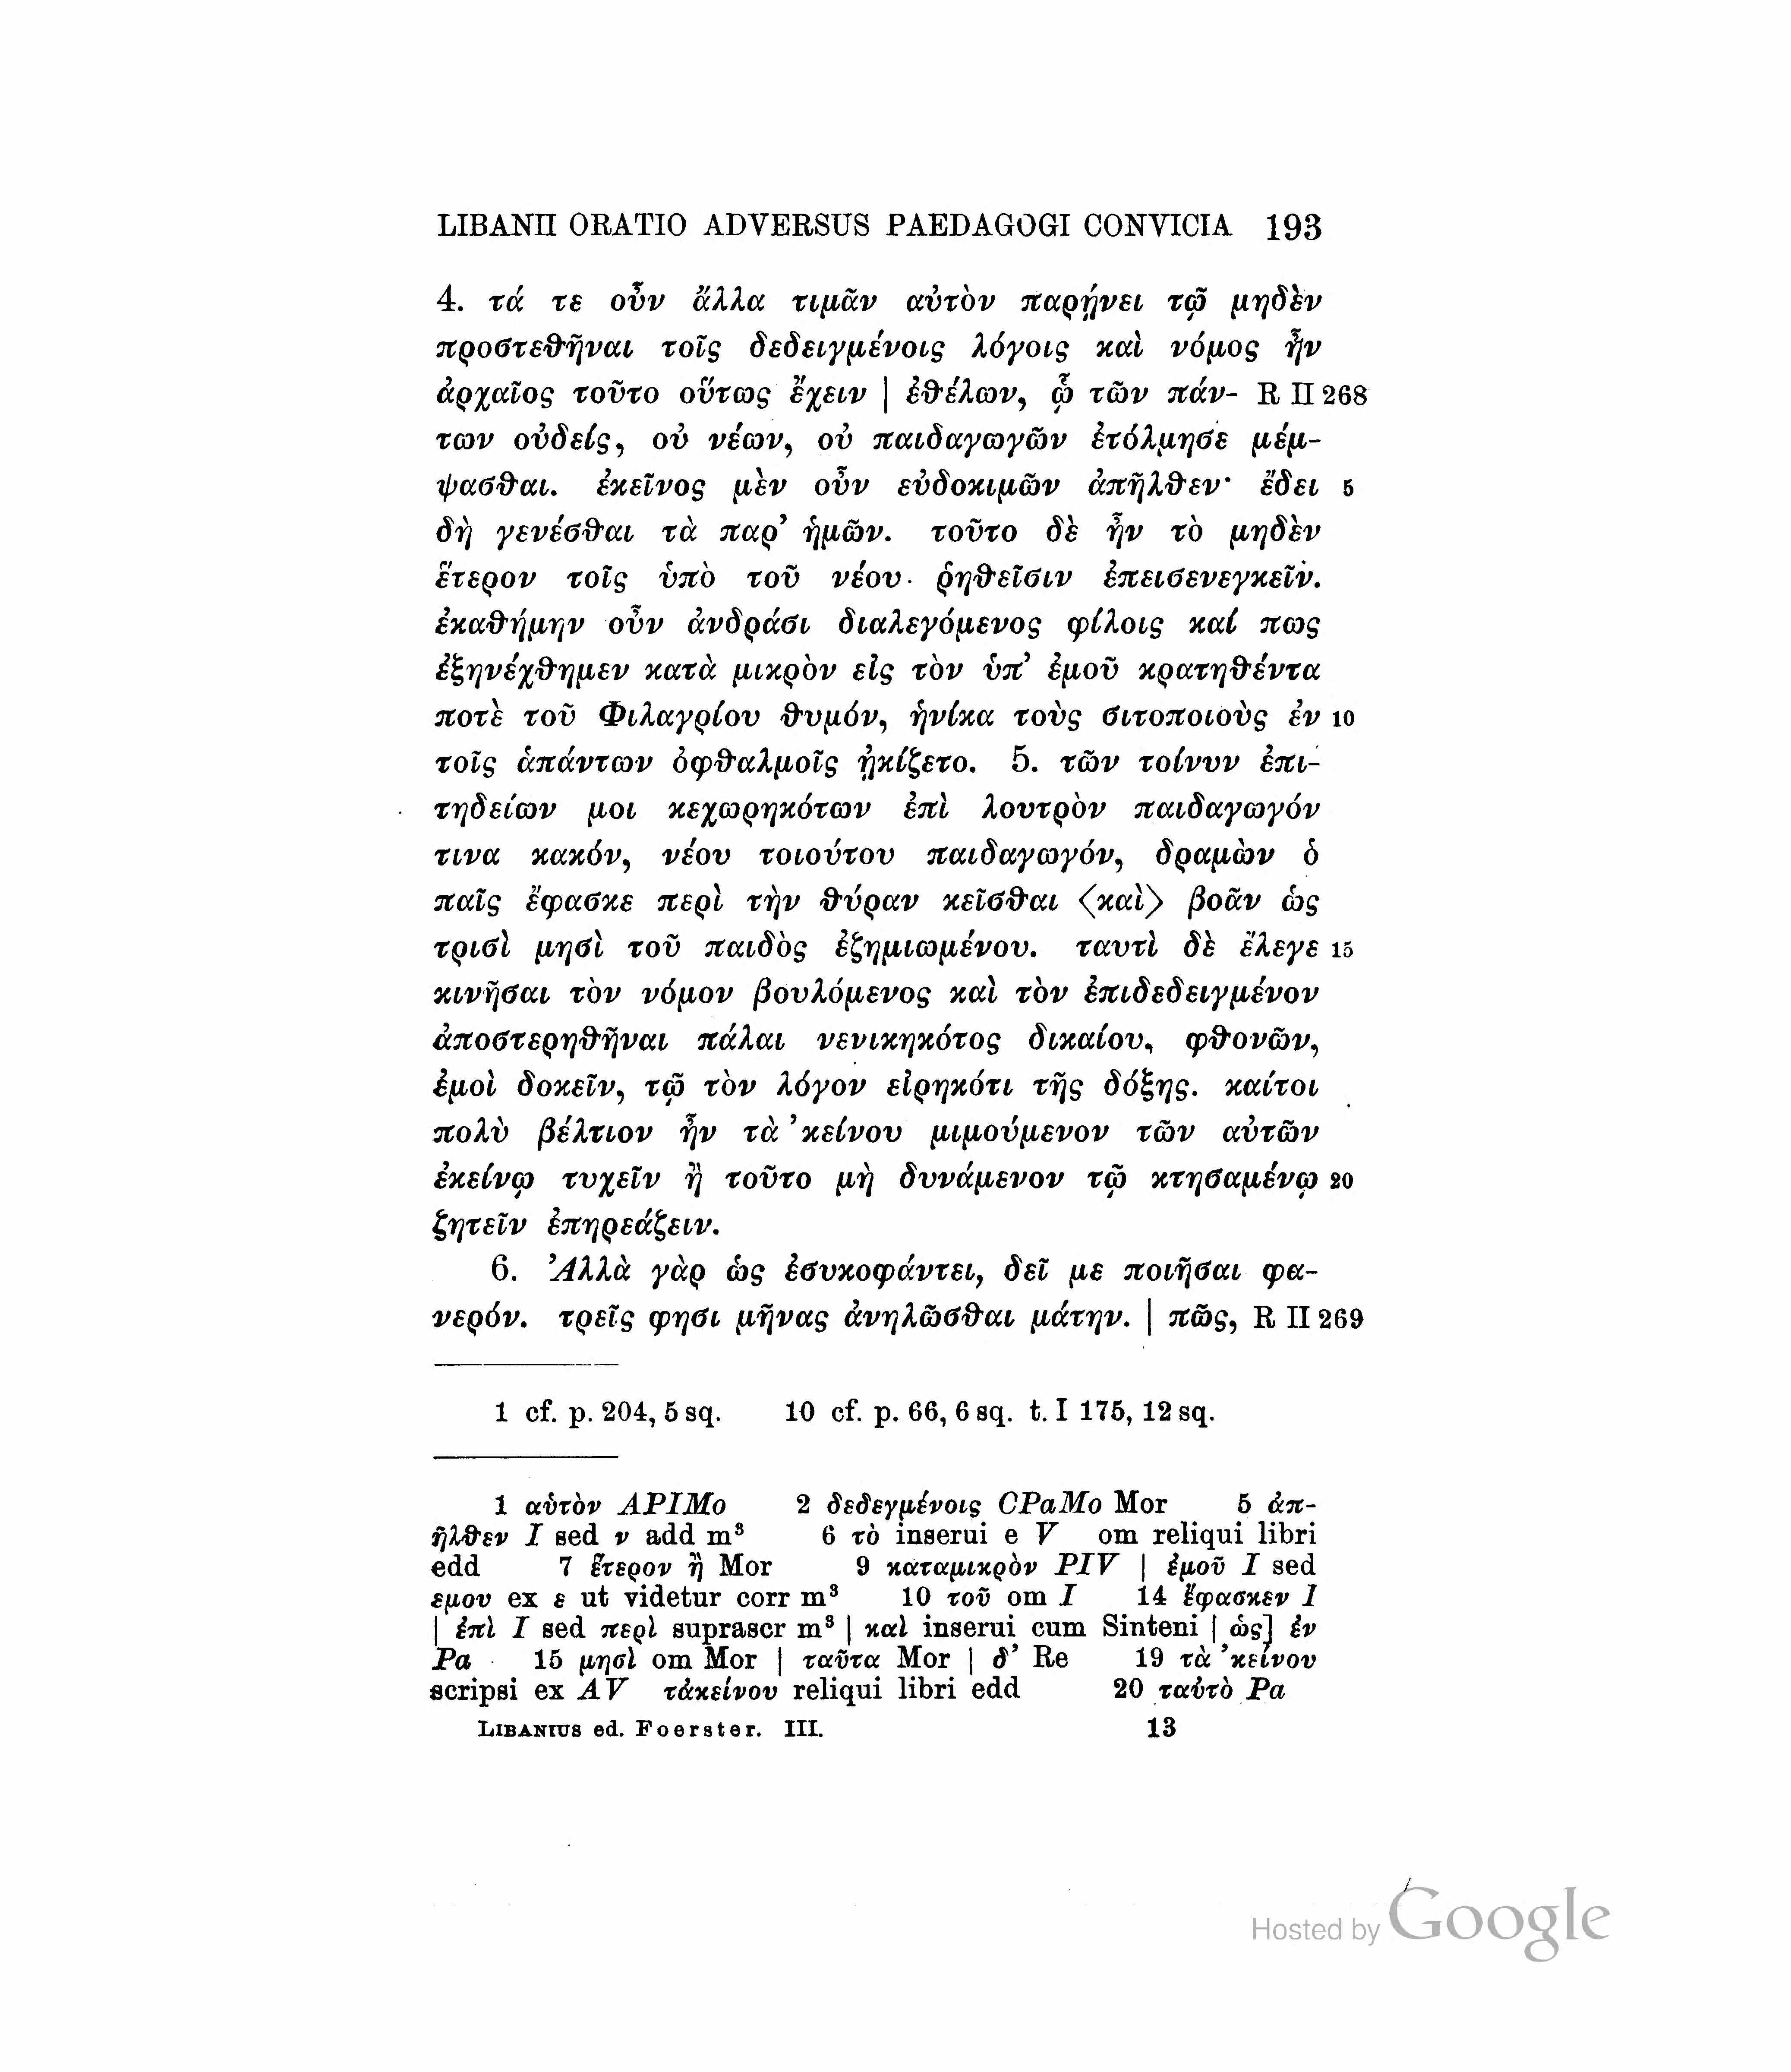 LIBANII ORATIO ADVERSUS PAEDAGOGI CONVICIA 193
4. τά τε οὖν ἄλλα τιμᾶν αὐτὸν παρῄνει τῷ μηδὲν
προστεθῆναι τοῖς δεδειγμένοις λόγοις καὶ νόμος ἦν
ἀρχαῖος τοῦτο οὕτως ἔχειν | ἐθέλων, ᾧ τῶν πάν- R II 268
των οὐδείς, οὐ νέων, οὐ παιδαγωγῶν ἐτόλμησε μέμ-
ψασθαι. ἐκεῖνος μὲν οὖν εὐδοκιμῶν ἀπῆλθεν· ἔδει 5
δὴ γενέσθαι τὰ παρ’ ἡμῶν. τοῦτο δὲ ἦν τὸ μηδὲν
ἕτερον τοῖς ὑπὸ τοῦ νέου ῥηθεῖσιν ἐπεισενεγκεῖν.
ἐκαθήμην οὖν ἀνδράσι διαλεγόμενος φίλοις καί πως
ἐξηνέχθημεν κατὰ μικρὸν εἰς τὸν ὑπ’ ἐμοῦ κρατηθέντα
ποτὲ τοῦ Φιλαγρίου θυμόν, ἡνίκα τοὺς σιτοποιοὺς ἐν 10
τοῖς ἁπάντων ὀφθαλμοῖς ᾐκίζετο. 5. τῶν τοίνυν ἐπι-
τηδείων μοι κεχωρηκότων ἐπὶ λουτρὸν παιδαγωγόν
τινα κακόν, νέου τοιούτου παιδαγωγόν, δραμὼν ὁ
παῖς ἔφασκε περὶ τὴν θύραν κεῖσθαι ⟨καὶ⟩ βοᾶν ὡς
τρισὶ μησὶ τοῦ παιδὸς ἐζημιωμένου. ταυτὶ δὲ ἔλεγε 15
κινῆσαι τὸν νόμον βουλόμενος καὶ τὸν ἐπιδεδειγμένον
ἀποστερηθῆναι πάλαι νενικηκότος δικαίου, φθονῶν,
ἐμοὶ δοκεῖν, τῷ τὸν λόγον εἰρηκότι τῆς δόξης. καίτοι
πολὺ βέλτιον ἦν τὰ ’κείνου μιμούμενον τῶν αὐτῶν
ἐκείνῳ τυχεῖν ἢ τοῦτο μὴ δυνάμενον τῷ κτησαμένῳ 20
ζητεῖν ἐπηρεάζειν.
6. Ἀλλὰ γὰρ ὡς ἐσυκοφάντει, δεῖ με ποιῆσαι φα-
νερόν. τρεῖς φησι μῆνας ἀνηλῶσθαι μάτην. | πῶς, R II 269
1 cf. p. 204, 5 sq. 10 cf. p. 66, 6 sq. t. I 175, 12 sq.
1 αὑτὸν APIMo 2 δεδεγμένοις CPaMo Mor 5 ἀπ-
ῆλθεν I sed ν add m³ 6 τὸ inserui e V om reliqui libri
edd 7 ἕτερον ἢ Mor 9 καταμικρὸν PIV | ἐμοῦ I sed
εμου ex ε ut videtur corr m³ 10 τοῦ om I 14 ἔφασκεν I
| ἐπὶ I sed περὶ suprascr m³ | καὶ inserui cum Sinteni | ὡς] ἐν
Pa 15 μησὶ om Mor | ταῦτα Mor | δ’ Re 19 τὰ ’κείνου
scripsi ex AV τἀκείνου reliqui libri edd 20 ταὐτὸ Pa
LIBANIUS ed. Foerster. III. 13
Hosted by Google